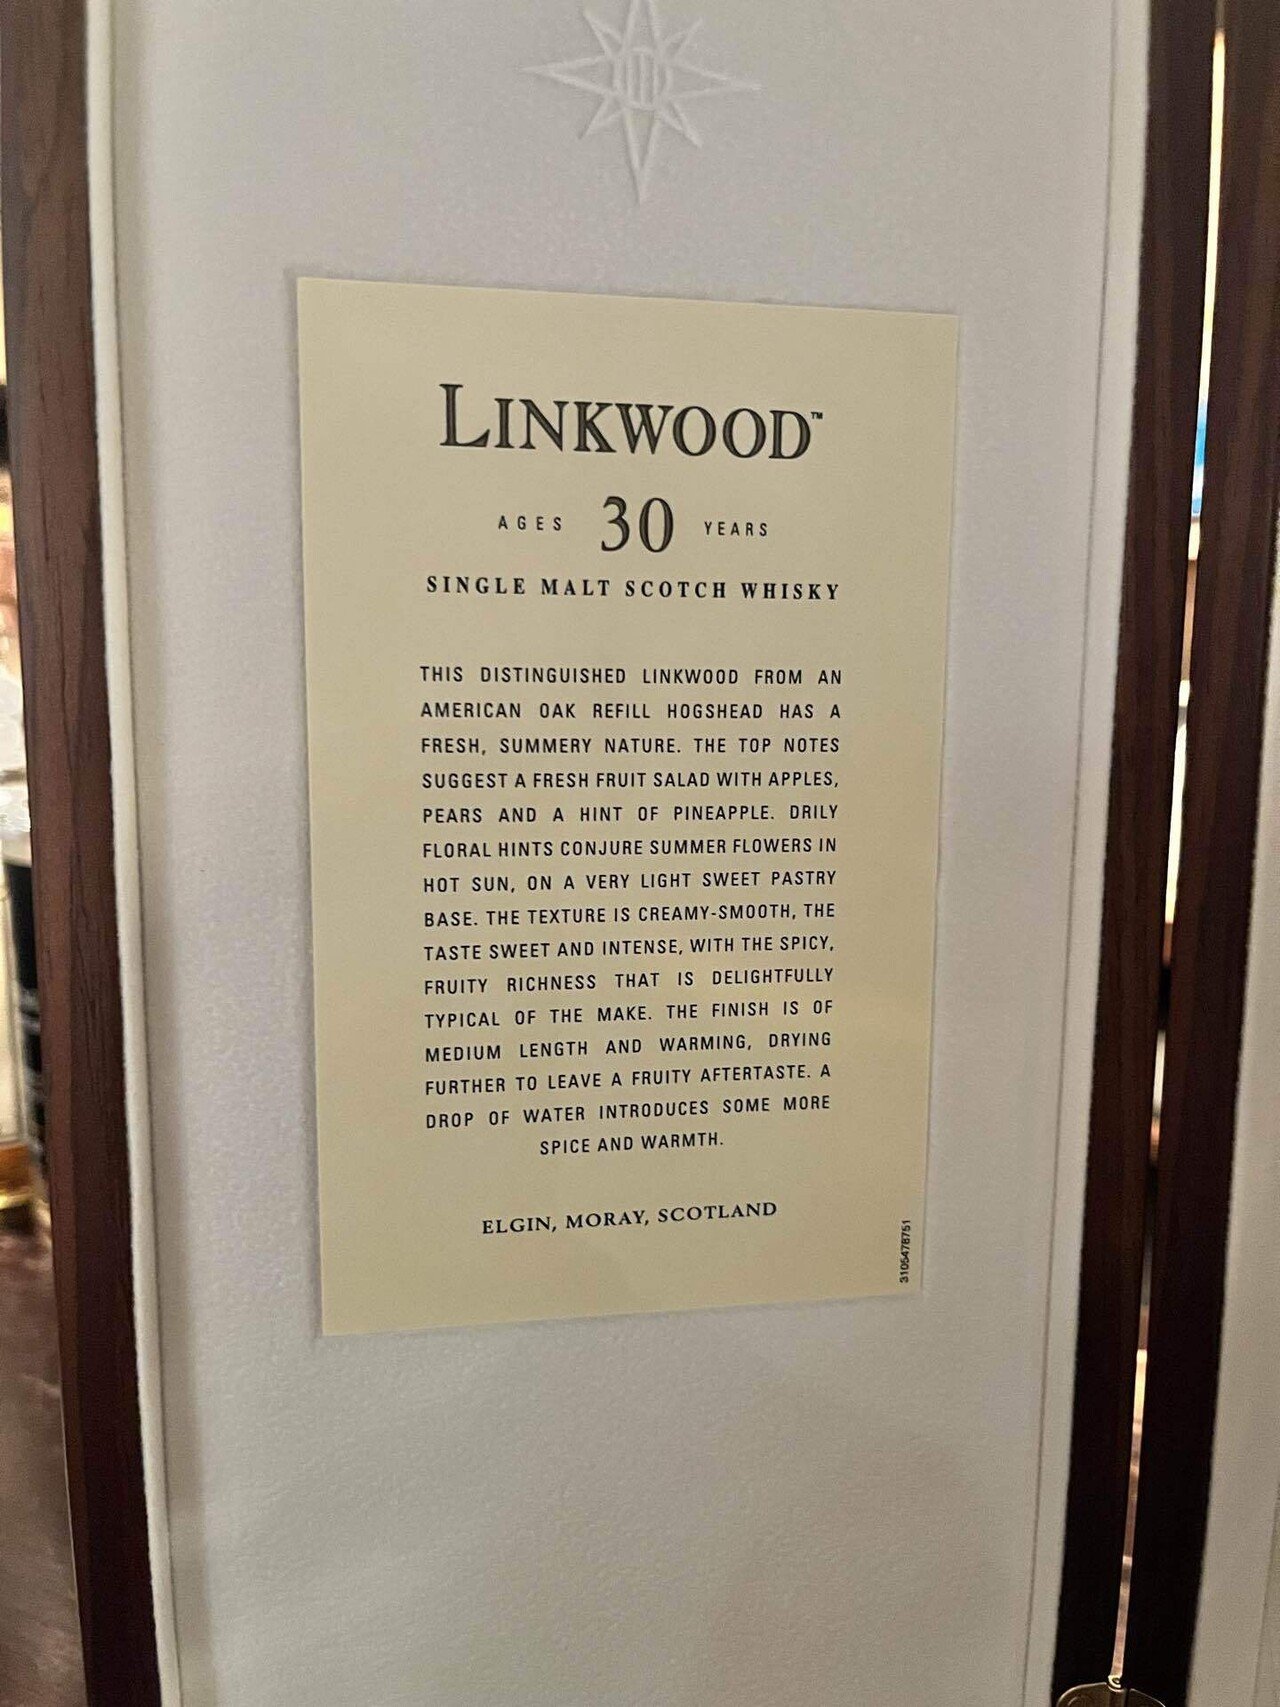 LINKWOOD™
AGES 30 YEARS
SINGLE MALT SCOTCH WHISKY
THIS DISTINGUISHED LINKWOOD FROM AN
AMERICAN OAK REFILL HOGSHEAD HAS A
FRESH, SUMMERY NATURE. THE TOP NOTES
SUGGEST A FRESH FRUIT SALAD WITH APPLES,
PEARS AND A HINT OF PINEAPPLE. DRILY
FLORAL HINTS CONJURE SUMMER FLOWERS IN
HOT SUN, ON A VERY LIGHT SWEET PASTRY
BASE. THE TEXTURE IS CREAMY-SMOOTH, THE
TASTE SWEET AND INTENSE, WITH THE SPICY,
FRUITY RICHNESS THAT IS DELIGHTFULLY
TYPICAL OF THE MAKE. THE FINISH IS OF
MEDIUM LENGTH AND WARMING, DRYING
FURTHER TO LEAVE A FRUITY AFTERTASTE. A
DROP OF WATER INTRODUCES SOME MORE
SPICE AND WARMTH.
ELGIN, MORAY, SCOTLAND
3105478751